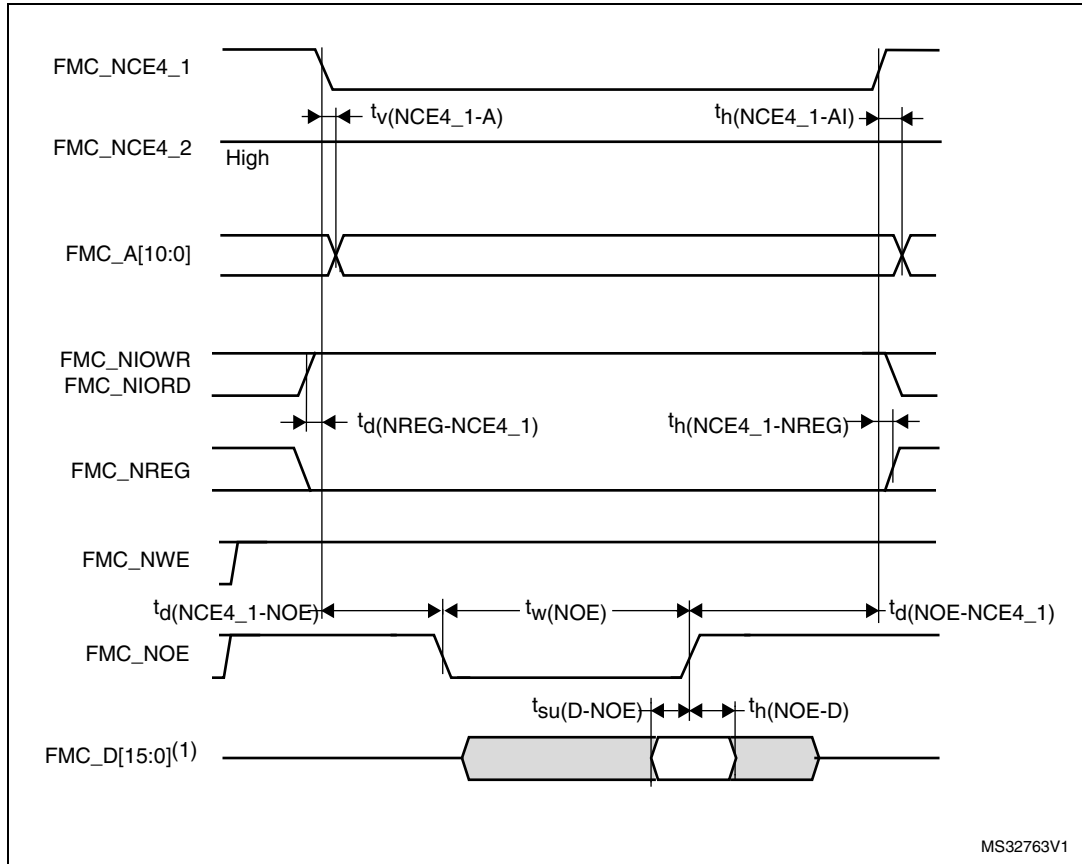 FMC_NCE4_1
tv(NCE4_1-A)
th(NCE4_1-AI)
FMC_NCE4_2
High
FMC_A[10:0]
FMC_NIOWR
FMC_NIORD
td(NREG-NCE4_1)
th(NCE4_1-NREG)
FMC_NREG
FMC_NWE
td(NCE4_1-NOE)
tw(NOE)
td(NOE-NCE4_1)
FMC_NOE
tsu(D-NOE)
th(NOE-D)
FMC_D[15:0](1)
MS32763V1